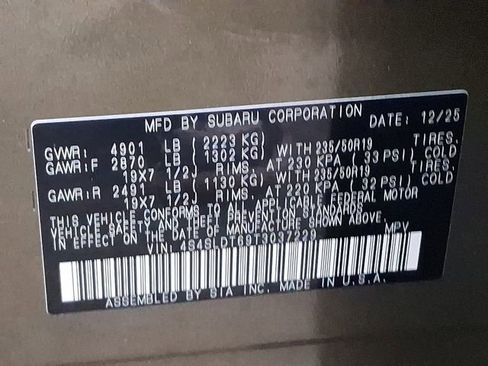 MFD BY SUBARU CORPORATION DATE: 12/25
GVWR: 4901 LB (2223 KG)
GAWR:F 2870 LB (1302 KG) WITH 235/50R19 TIRES,
19X7 1/2J RIMS, AT 230 KPA (33 PSI) COLD
GAWR:R 2491 LB (1130 KG) WITH 235/50R19 TIRES,
19X7 1/2J RIMS, AT 220 KPA (32 PSI) COLD
THIS VEHICLE CONFORMS TO ALL APPLICABLE FEDERAL MOTOR
VEHICLE SAFETY AND THEFT PREVENTION STANDARDS
IN EFFECT ON THE DATE OF MANUFACTURE SHOWN ABOVE.
VIN: 4S4SLDT69T3037228 MPV
ASSEMBLED BY SIA INC. MADE IN U.S.A.